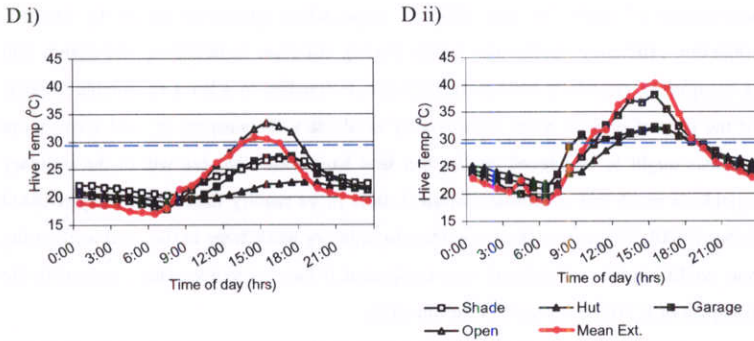 D i)
D ii)
Hive Temp (°C)
45
40
35
30
25
20
15
0:00 3:00 6:00 9:00 12:00 15:00 18:00 21:00
Time of day (hrs)
Hive Temp (°C)
45
40
35
30
25
20
15
0:00 3:00 6:00 9:00 12:00 15:00 18:00 21:00
Time of day (hrs)
Shade Hut Garage
Open Mean Ext.